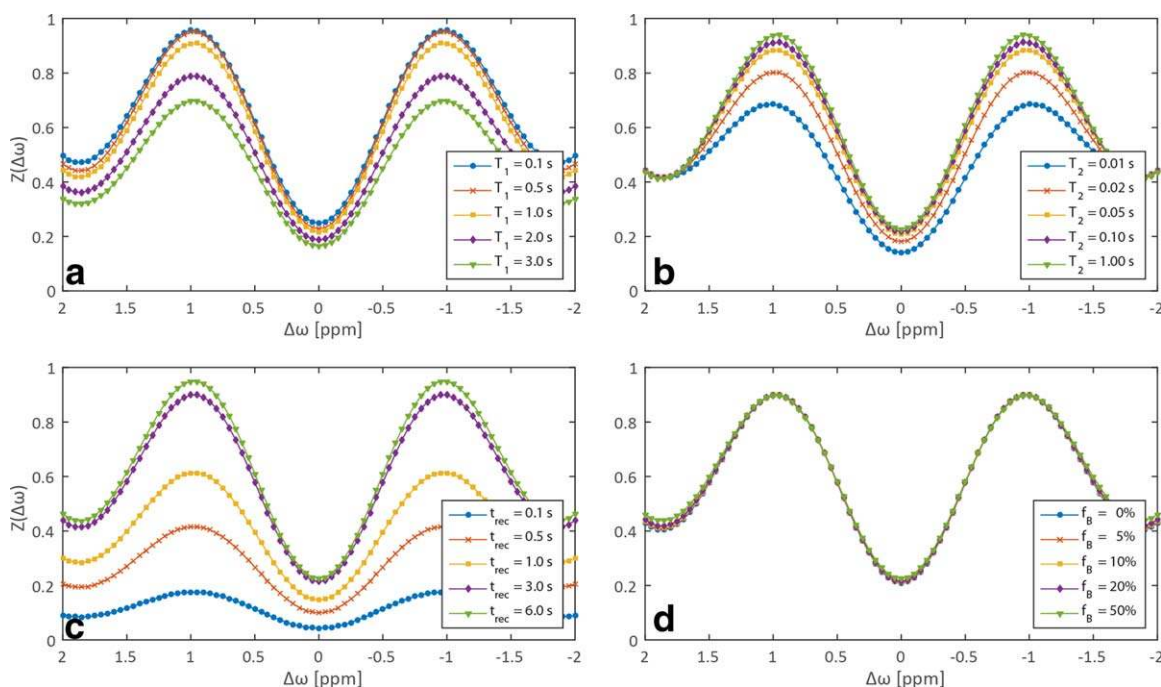 1
0.8
0.6
0.4
0.2
0
Z(Δω)
T1 = 0.1 s
T1 = 0.5 s
T1 = 1.0 s
T1 = 2.0 s
T1 = 3.0 s
a
2 1.5 1 0.5 0 -0.5 -1 -1.5 -2
Δω [ppm]
1
0.8
0.6
0.4
0.2
0
T2 = 0.01 s
T2 = 0.02 s
T2 = 0.05 s
T2 = 0.10 s
T2 = 1.00 s
b
2 1.5 1 0.5 0 -0.5 -1 -1.5 -2
Δω [ppm]
1
0.8
0.6
0.4
0.2
0
Z(Δω)
trec = 0.1 s
trec = 0.5 s
trec = 1.0 s
trec = 3.0 s
trec = 6.0 s
c
2 1.5 1 0.5 0 -0.5 -1 -1.5 -2
Δω [ppm]
1
0.8
0.6
0.4
0.2
0
fB = 0%
fB = 5%
fB = 10%
fB = 20%
fB = 50%
d
2 1.5 1 0.5 0 -0.5 -1 -1.5 -2
Δω [ppm]